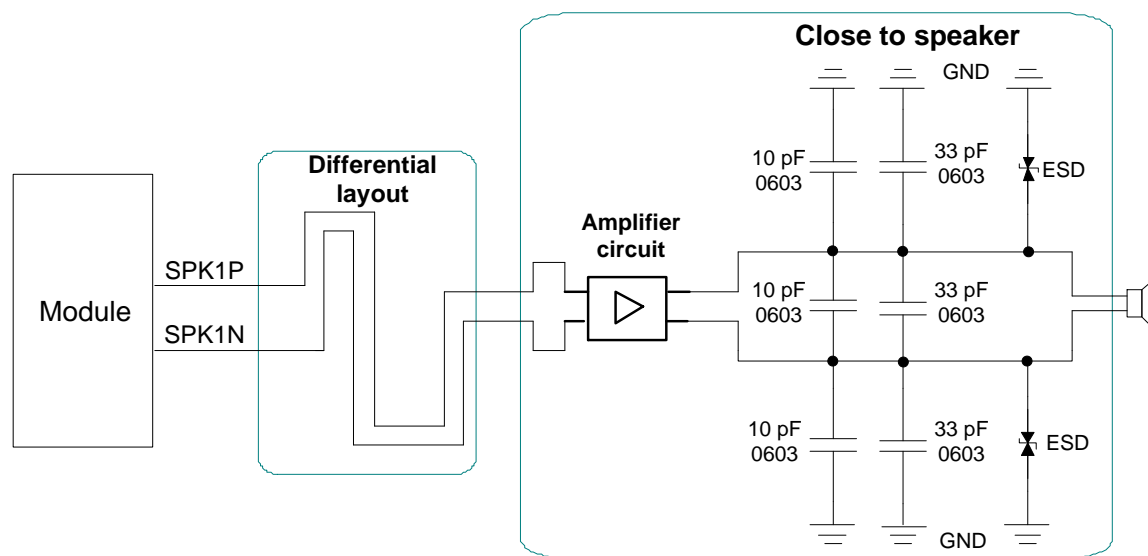 Close to speaker
GND
Differential
layout
10 pF
0603
33 pF
0603
ESD
Amplifier
circuit
SPK1P
Module
SPK1N
10 pF
0603
33 pF
0603
10 pF
0603
33 pF
0603
ESD
GND